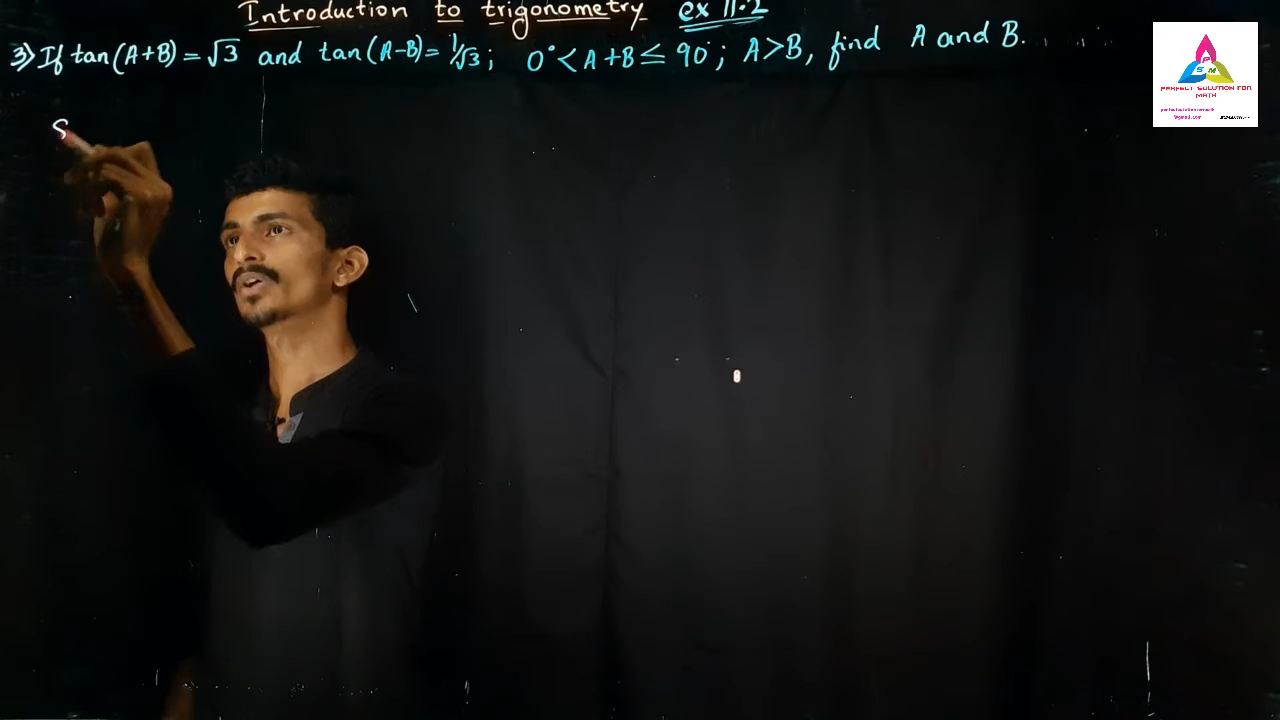 Introduction to trigonometry ex 11.2
3) If tan(A+B) = √3 and tan(A-B) = 1/√3; 0° < A+B ≤ 90°; A>B, find A and B.
S
P
S M
PERFECT SOLUTION FOR MATH